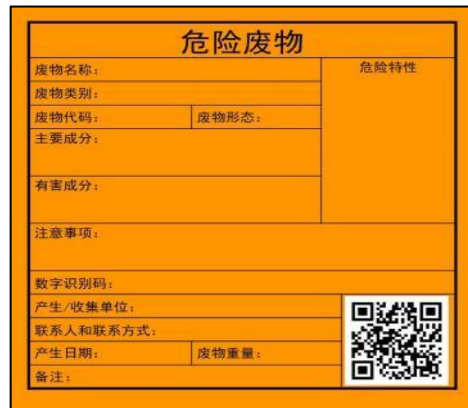 危险废物
废物名称：
危险特性
废物类别：
废物代码：
废物形态：
主要成分：
有害成分：
注意事项：
数字识别码：
产生/收集单位：
联系人和联系方式：
产生日期：
废物重量：
备注：